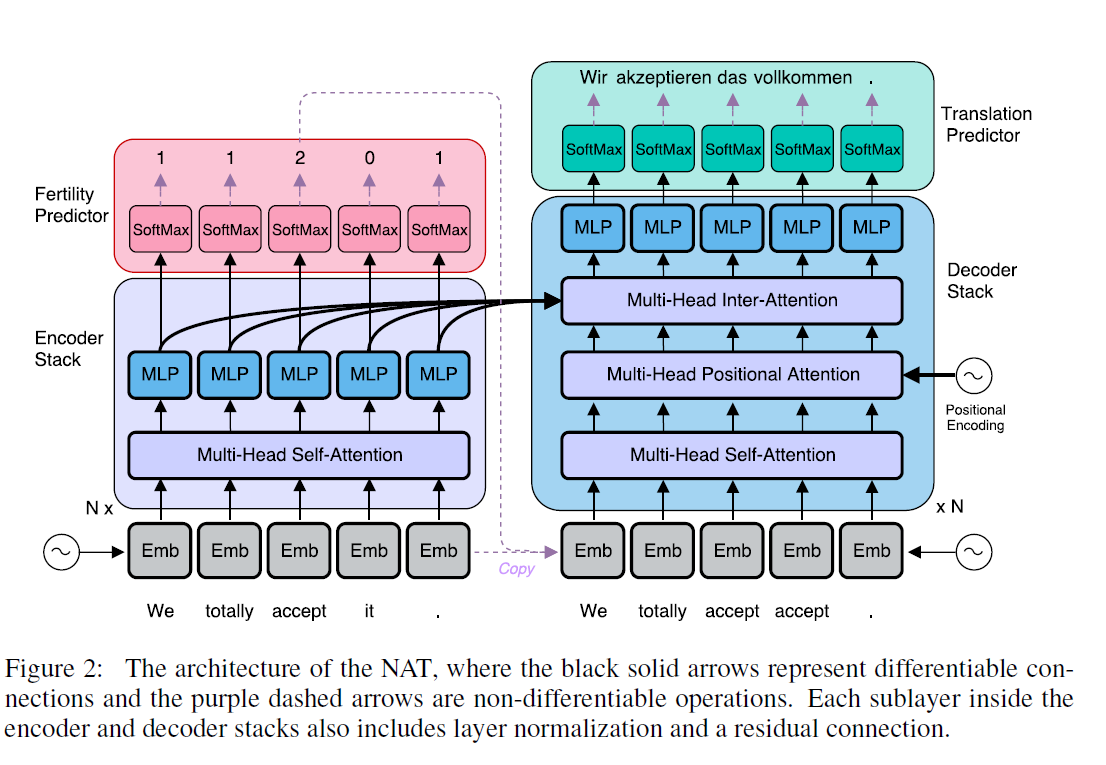 Wir akzeptieren das vollkommen .
SoftMax SoftMax SoftMax SoftMax SoftMax
Translation
Predictor
1 1 2 0 1
Fertility
Predictor
SoftMax SoftMax SoftMax SoftMax SoftMax
MLP MLP MLP MLP MLP
Decoder
Stack
Multi-Head Inter-Attention
Encoder
Stack
MLP MLP MLP MLP MLP
Multi-Head Positional Attention
Positional
Encoding
Multi-Head Self-Attention
Multi-Head Self-Attention
N x
x N
Emb Emb Emb Emb Emb
Copy
Emb Emb Emb Emb Emb
We totally accept it .
We totally accept accept .
Figure 2: The architecture of the NAT, where the black solid arrows represent differentiable con-
nections and the purple dashed arrows are non-differentiable operations. Each sublayer inside the
encoder and decoder stacks also includes layer normalization and a residual connection.